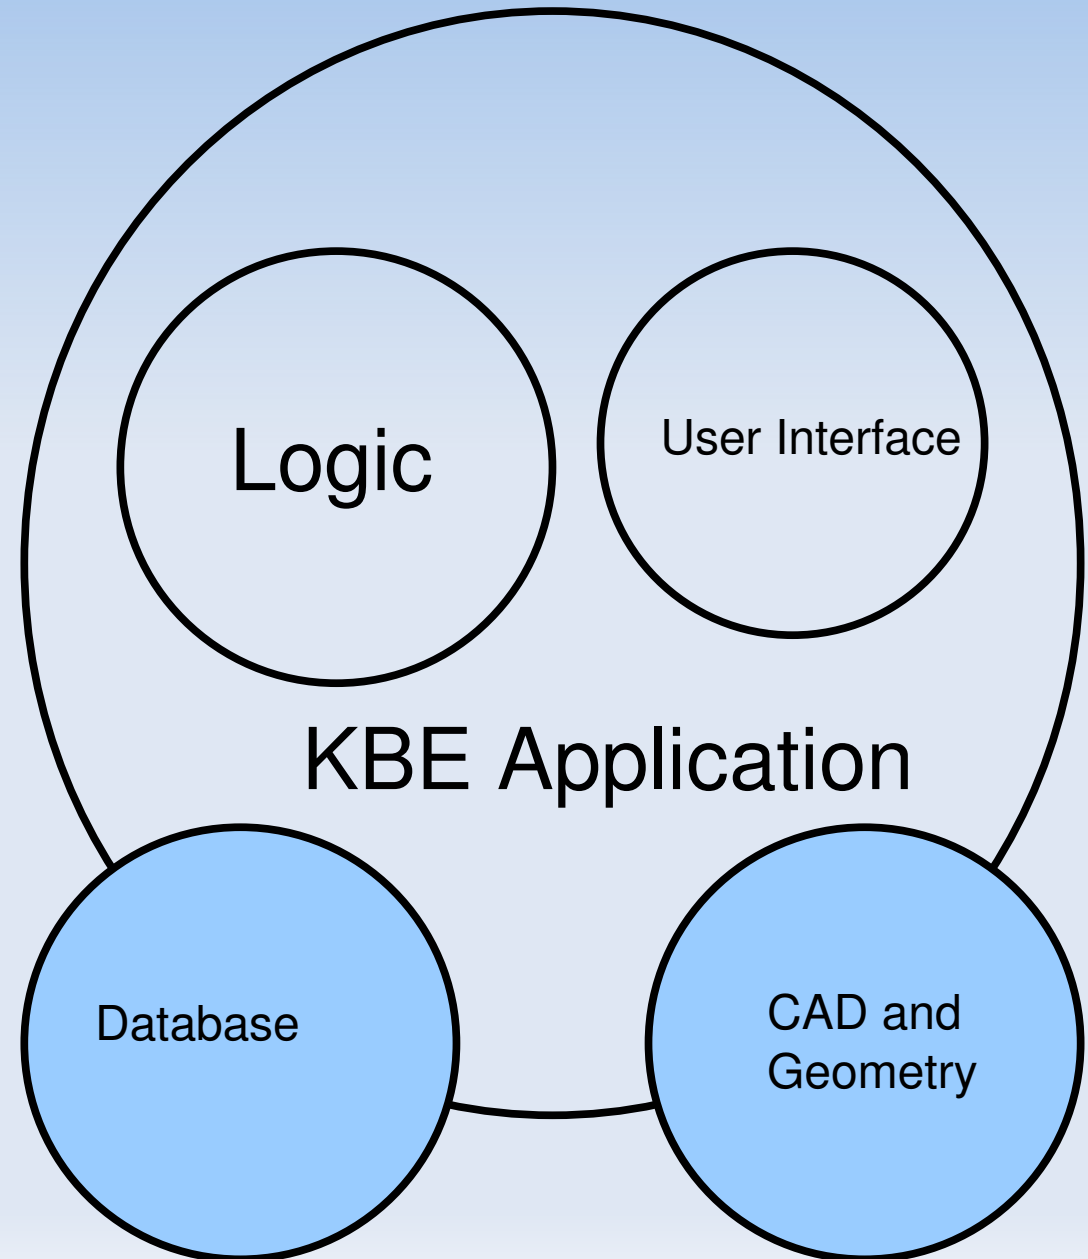 Logic
User Interface
KBE Application
Database
CAD and
Geometry